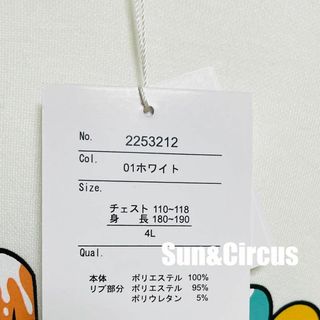 No.
2253212
Col.
01ホワイト
Size.
チェスト 110~118
身 長 180~190
4L
Qual.
Sun&Circus
本体 ポリエステル 100%
リブ部分 ポリエステル 95%
ポリウレタン 5%